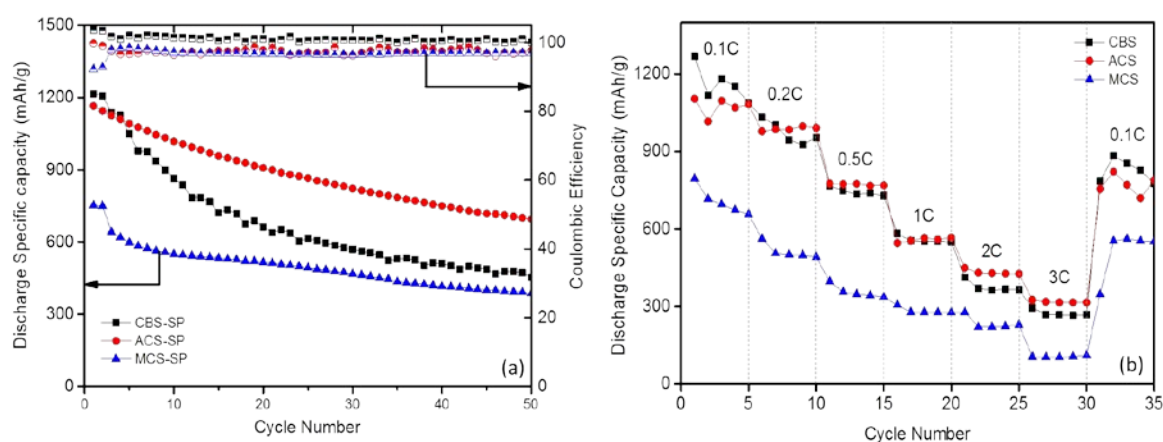 1500
1200
900
600
300
0
0
10
20
30
40
50
100
80
60
40
20
0
Discharge Specific capacity (mAh/g)
Coulombic Efficiency
Cycle Number
CBS-SP
ACS-SP
MCS-SP
(a)
1200
900
600
300
0
0
5
10
15
20
25
30
35
Discharge Specific Capacity (mAh/g)
Cycle Number
0.1C
0.2C
0.5C
1C
2C
3C
0.1C
CBS
ACS
MCS
(b)